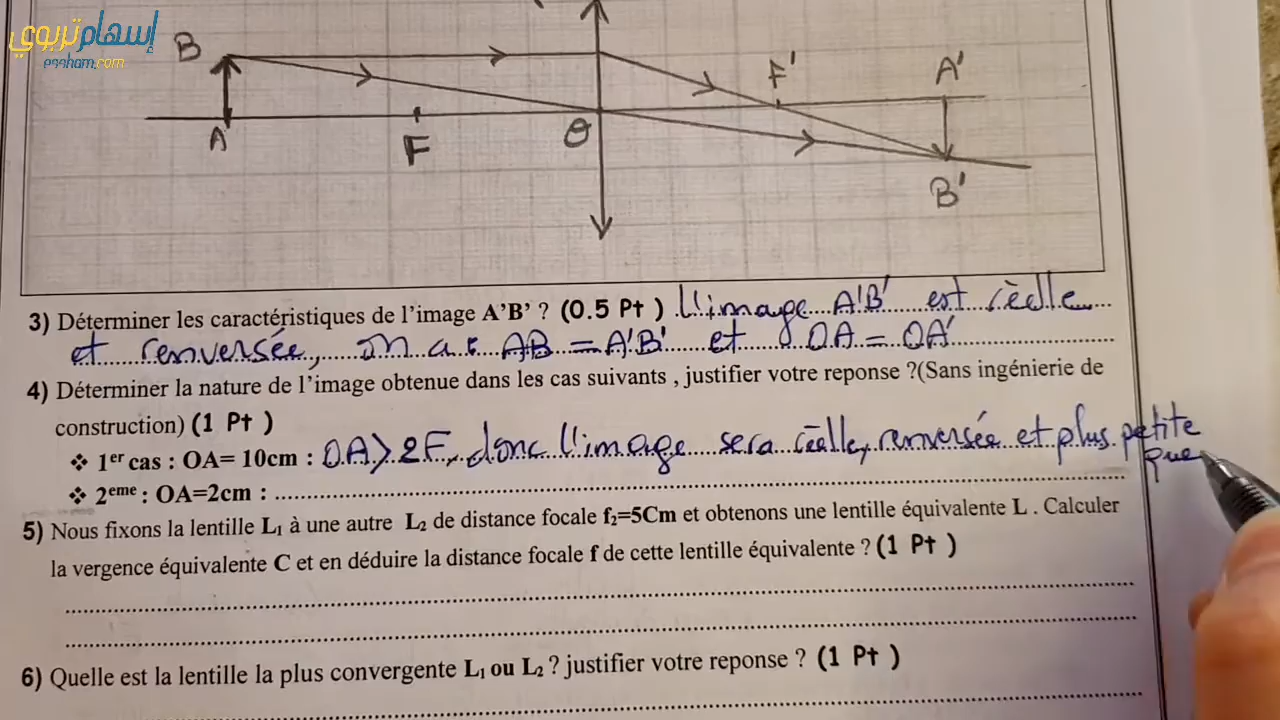 إسهام تربوي
essham.com
B
F'
A'
A
F
O
B'
3) Déterminer les caractéristiques de l'image A'B' ? (0.5 Pt ) L'image A'B' est réelle
et renversée, on a : AB = A'B' et OA = OA'
4) Déterminer la nature de l'image obtenue dans les cas suivants , justifier votre reponse ?(Sans ingénierie de
construction) (1 Pt )
❖ 1er cas : OA= 10cm : OA > 2F, donc l'image sera réelle, renversée et plus petite
que
❖ 2eme : OA=2cm :
5) Nous fixons la lentille L₁ à une autre L₂ de distance focale f₂=5Cm et obtenons une lentille équivalente L . Calculer
la vergence équivalente C et en déduire la distance focale f de cette lentille équivalente ? (1 Pt )
6) Quelle est la lentille la plus convergente L₁ ou L₂ ? justifier votre reponse ? (1 Pt )